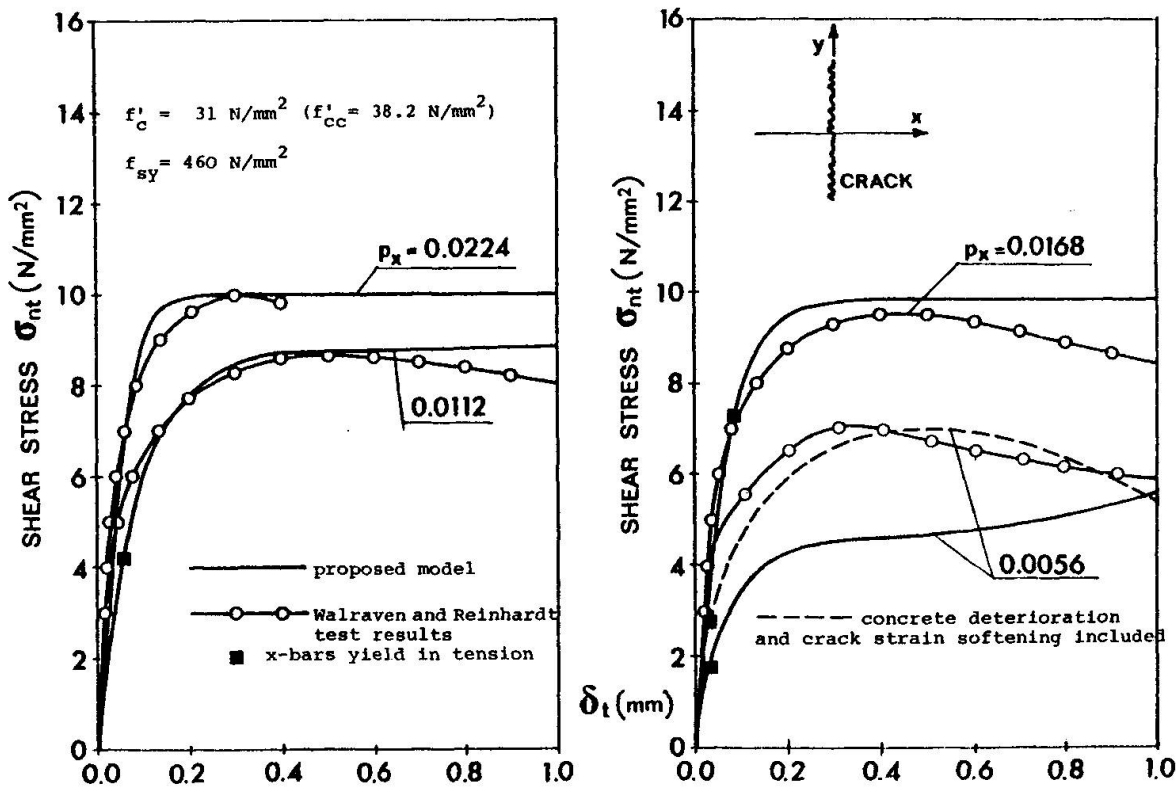 16
14
12
10
8
6
4
2
0
SHEAR STRESS σnt (N/mm²)
f'c = 31 N/mm² (f'cc = 38.2 N/mm²)
fsy = 460 N/mm²
px = 0.0224
0.0112
proposed model
Walraven and Reinhardt
test results
x-bars yield in tension
0.0 0.2 0.4 0.6 0.8 1.0
δt (mm)
16
14
12
10
8
6
4
2
0
SHEAR STRESS σnt (N/mm²)
y
x
CRACK
px = 0.0168
0.0056
concrete deterioration
and crack strain softening included
0.0 0.2 0.4 0.6 0.8 1.0